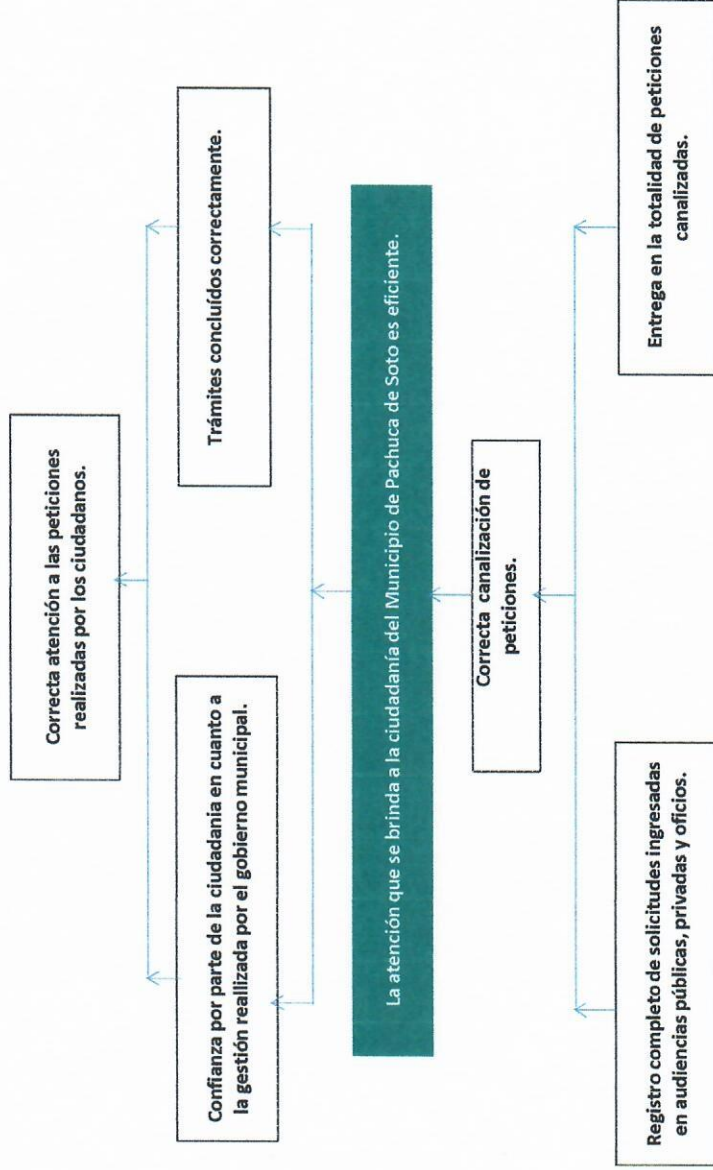 Correcta atención a las peticiones
realizadas por los ciudadanos.
Confianza por parte de la ciudadania en cuanto a
la gestión reallizada por el gobierno municipal.
Trámites concluídos correctamente.
La atención que se brinda a la ciudadanía del Municipio de Pachuca de Soto es eficiente.
Correcta canalización de
peticiones.
Registro completo de solicitudes ingresadas
en audiencias públicas, privadas y oficios.
Entrega en la totalidad de peticiones
canalizadas.